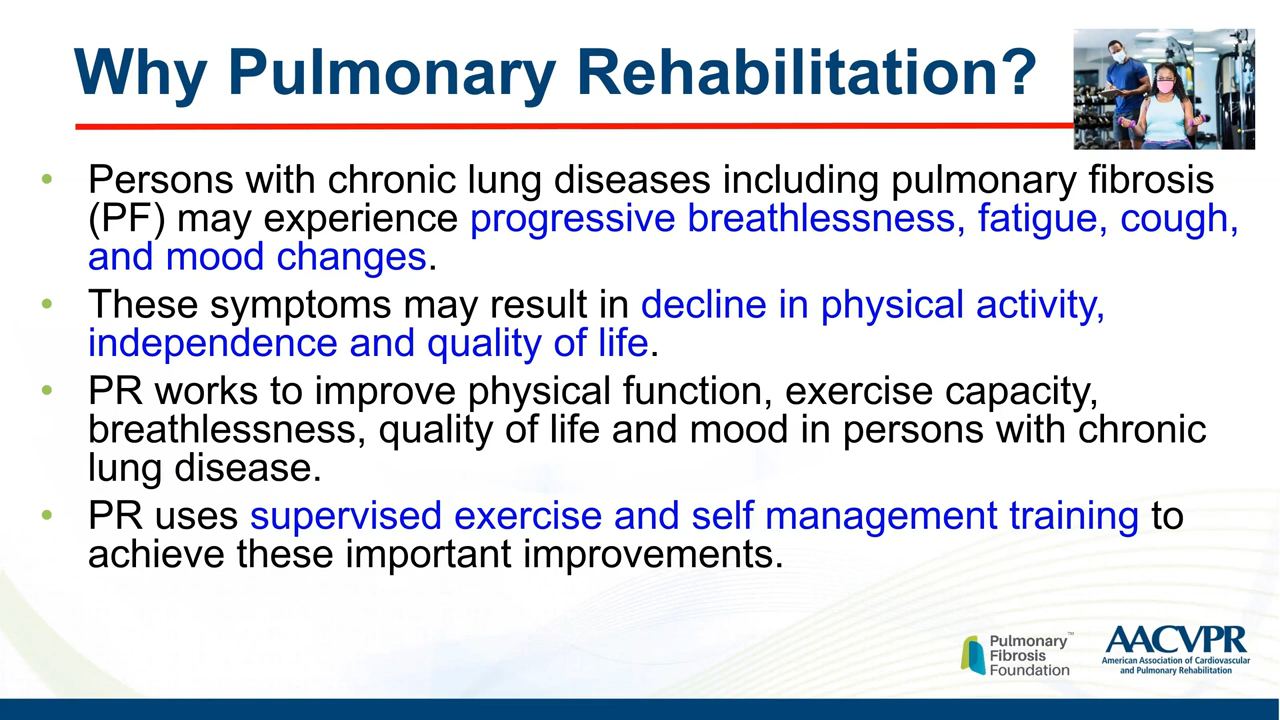 Why Pulmonary Rehabilitation?
• Persons with chronic lung diseases including pulmonary fibrosis
(PF) may experience progressive breathlessness, fatigue, cough,
and mood changes.
• These symptoms may result in decline in physical activity,
independence and quality of life.
• PR works to improve physical function, exercise capacity,
breathlessness, quality of life and mood in persons with chronic
lung disease.
• PR uses supervised exercise and self management training to
achieve these important improvements.
Pulmonary
Fibrosis
Foundation™
AACVPR
American Association of Cardiovascular
and Pulmonary Rehabilitation